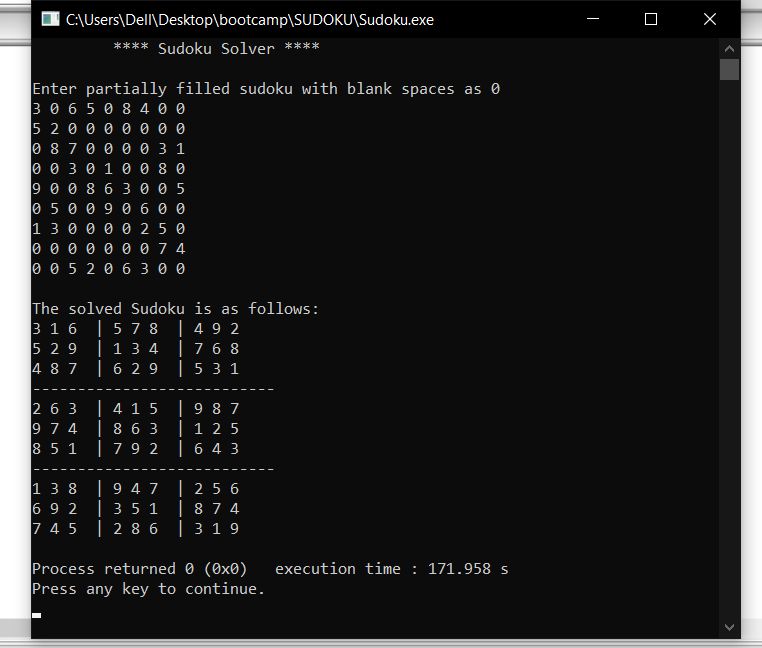 C:\Users\Dell\Desktop\bootcamp\SUDOKU\Sudoku.exe
**** Sudoku Solver ****
Enter partially filled sudoku with blank spaces as 0
3 0 6 5 0 8 4 0 0
5 2 0 0 0 0 0 0 0
0 8 7 0 0 0 0 3 1
0 0 3 0 1 0 0 8 0
9 0 0 8 6 3 0 0 5
0 5 0 0 9 0 6 0 0
1 3 0 0 0 0 2 5 0
0 0 0 0 0 0 0 7 4
0 0 5 2 0 6 3 0 0
The solved Sudoku is as follows:
3 1 6 | 5 7 8 | 4 9 2
5 2 9 | 1 3 4 | 7 6 8
4 8 7 | 6 2 9 | 5 3 1
---------------------------
2 6 3 | 4 1 5 | 9 8 7
9 7 4 | 8 6 3 | 1 2 5
8 5 1 | 7 9 2 | 6 4 3
---------------------------
1 3 8 | 9 4 7 | 2 5 6
6 9 2 | 3 5 1 | 8 7 4
7 4 5 | 2 8 6 | 3 1 9
Process returned 0 (0x0)   execution time : 171.958 s
Press any key to continue.